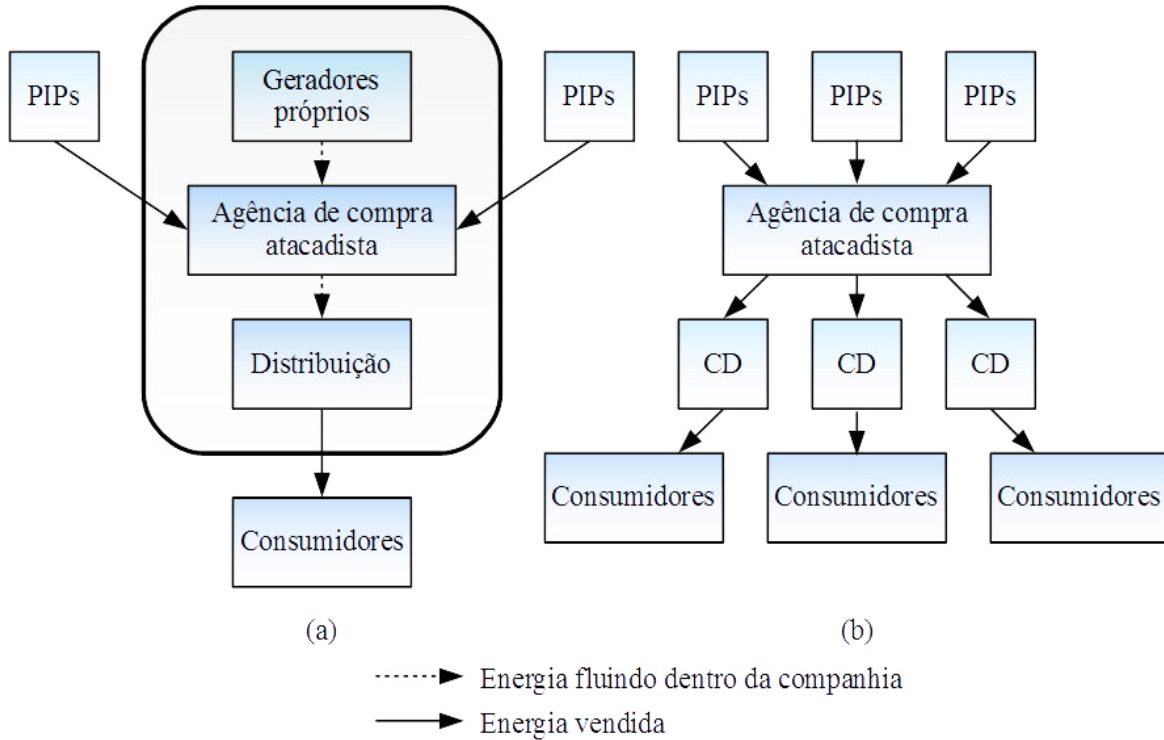 PIPs
Geradores
próprios
PIPs
Agência de compra
atacadista
Distribuição
Consumidores
(a)
PIPs
PIPs
PIPs
Agência de compra
atacadista
CD
CD
CD
Consumidores
Consumidores
Consumidores
(b)
Energia fluindo dentro da companhia
Energia vendida